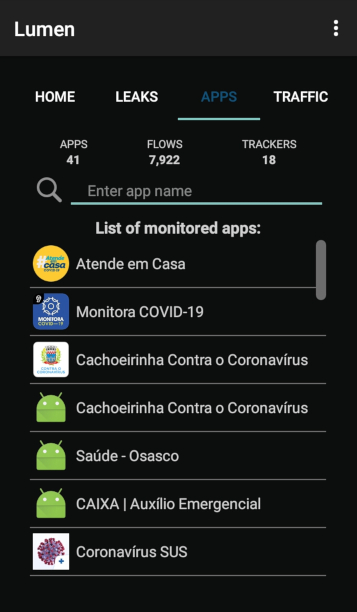 Lumen
HOME LEAKS APPS TRAFFIC
APPS FLOWS TRACKERS
41 7,922 18
Enter app name
List of monitored apps:
#Atende em casa
Atende em Casa
MONITORA
COVID-19
Monitora COVID-19
CONTRA O
CORONAVÍRUS
Cachoeirinha Contra o Coronavírus
Cachoeirinha Contra o Coronavírus
Saúde - Osasco
CAIXA | Auxílio Emergencial
Coronavírus SUS